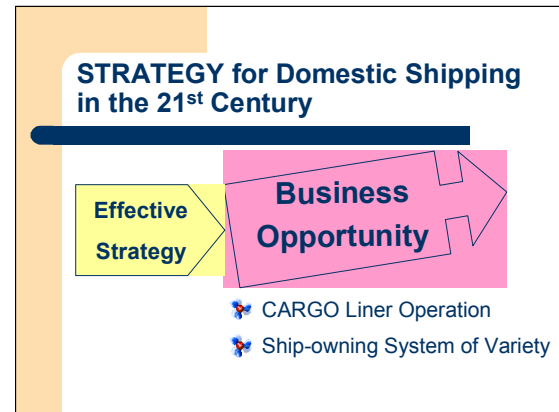 STRATEGY for Domestic Shipping
in the 21st Century
Effective
Strategy
Business
Opportunity
CARGO Liner Operation
Ship-owning System of Variety